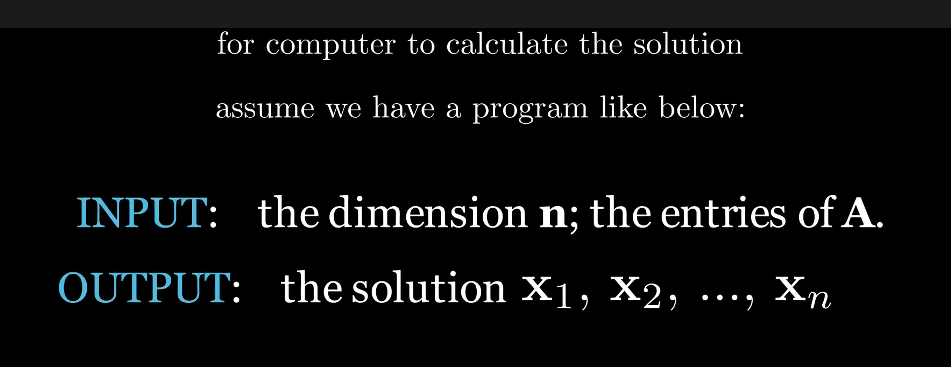 for computer to calculate the solution
assume we have a program like below:
INPUT: the dimension n; the entries of A.
OUTPUT: the solution x₁, x₂, ..., xₙ